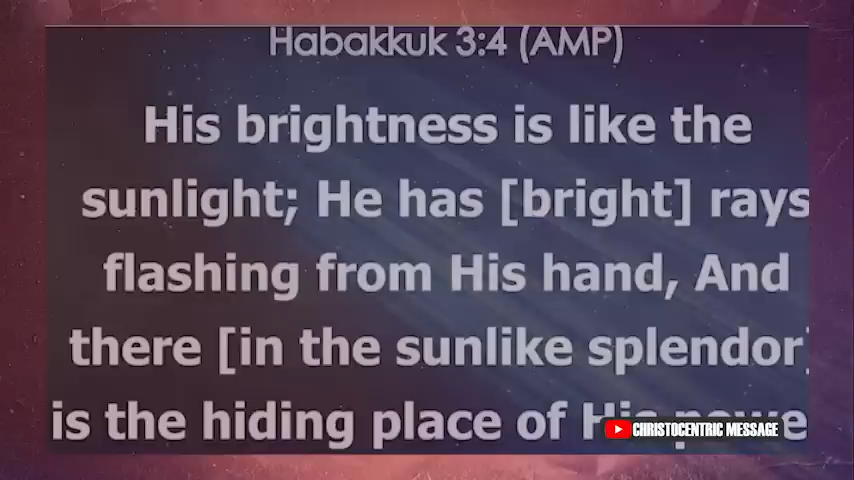 Habakkuk 3:4 (AMP)
His brightness is like the
sunlight; He has [bright] rays
flashing from His hand, And
there [in the sunlike splendor]
is the hiding place of His
CHRISTOCENTRIC MESSAGE